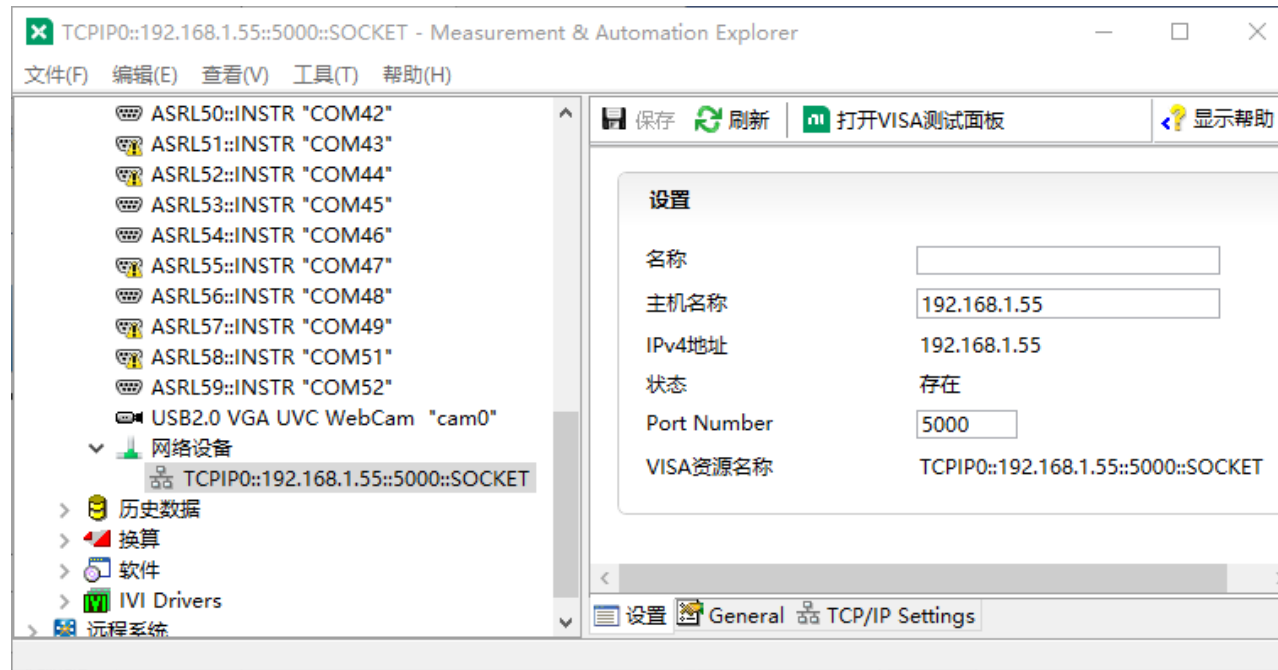 TCPIP0::192.168.1.55::5000::SOCKET - Measurement & Automation Explorer
文件(F) 编辑(E) 查看(V) 工具(T) 帮助(H)
ASRL50::INSTR "COM42"
ASRL51::INSTR "COM43"
ASRL52::INSTR "COM44"
ASRL53::INSTR "COM45"
ASRL54::INSTR "COM46"
ASRL55::INSTR "COM47"
ASRL56::INSTR "COM48"
ASRL57::INSTR "COM49"
ASRL58::INSTR "COM51"
ASRL59::INSTR "COM52"
USB2.0 VGA UVC WebCam "cam0"
网络设备
TCPIP0::192.168.1.55::5000::SOCKET
历史数据
换算
软件
IVI Drivers
远程系统
保存 刷新 打开VISA测试面板 显示帮助
设置
名称
主机名称 192.168.1.55
IPv4地址 192.168.1.55
状态 存在
Port Number 5000
VISA资源名称 TCPIP0::192.168.1.55::5000::SOCKET
设置 General TCP/IP Settings